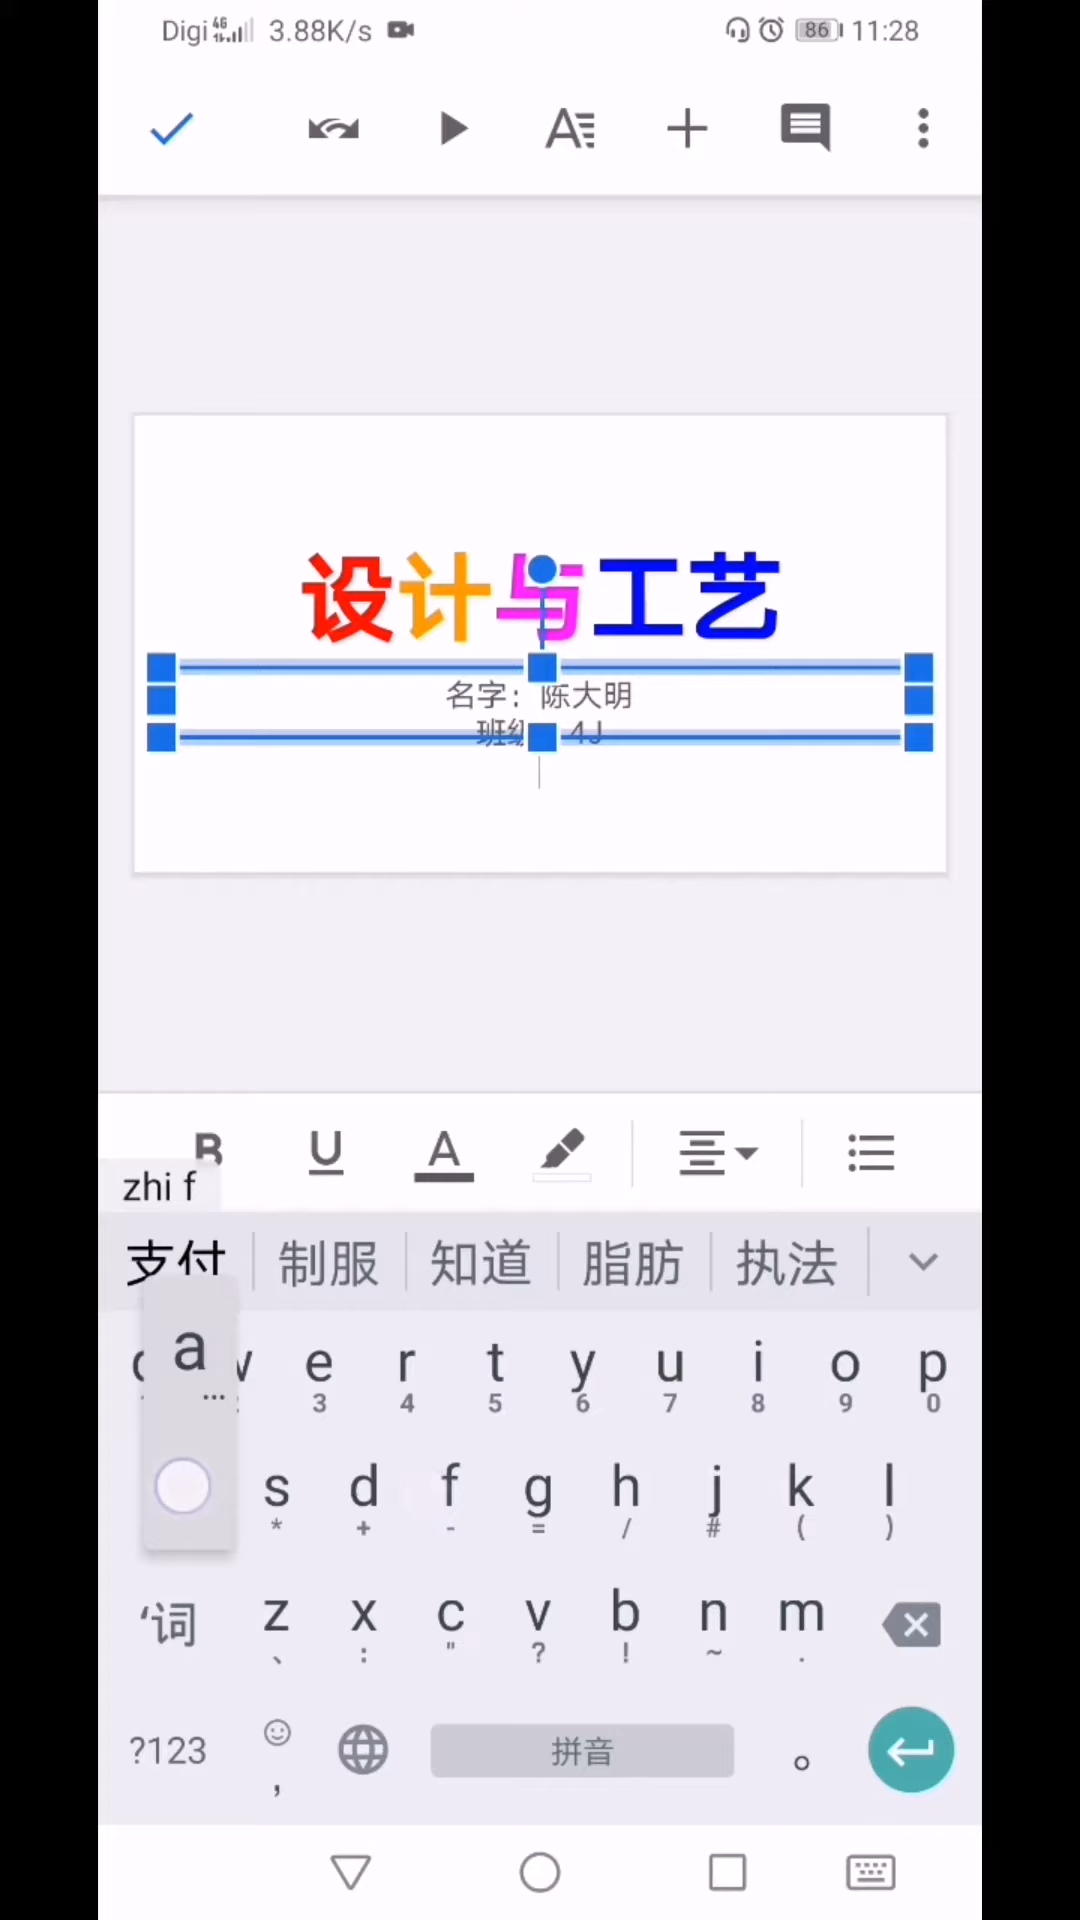 Digi 4G 3.88K/s 86 11:28
设计与工艺
名字：陈大明
班级 4J
B U A
zhi f
支付 制服 知道 脂肪 执法
a
e r t y u i o p
3 4 5 6 7 8 9 0
s d f g h j k l
* + - = / # ( )
'词 z x c v b n m
、 : " ? ! ~ .
?123 , 拼音 。